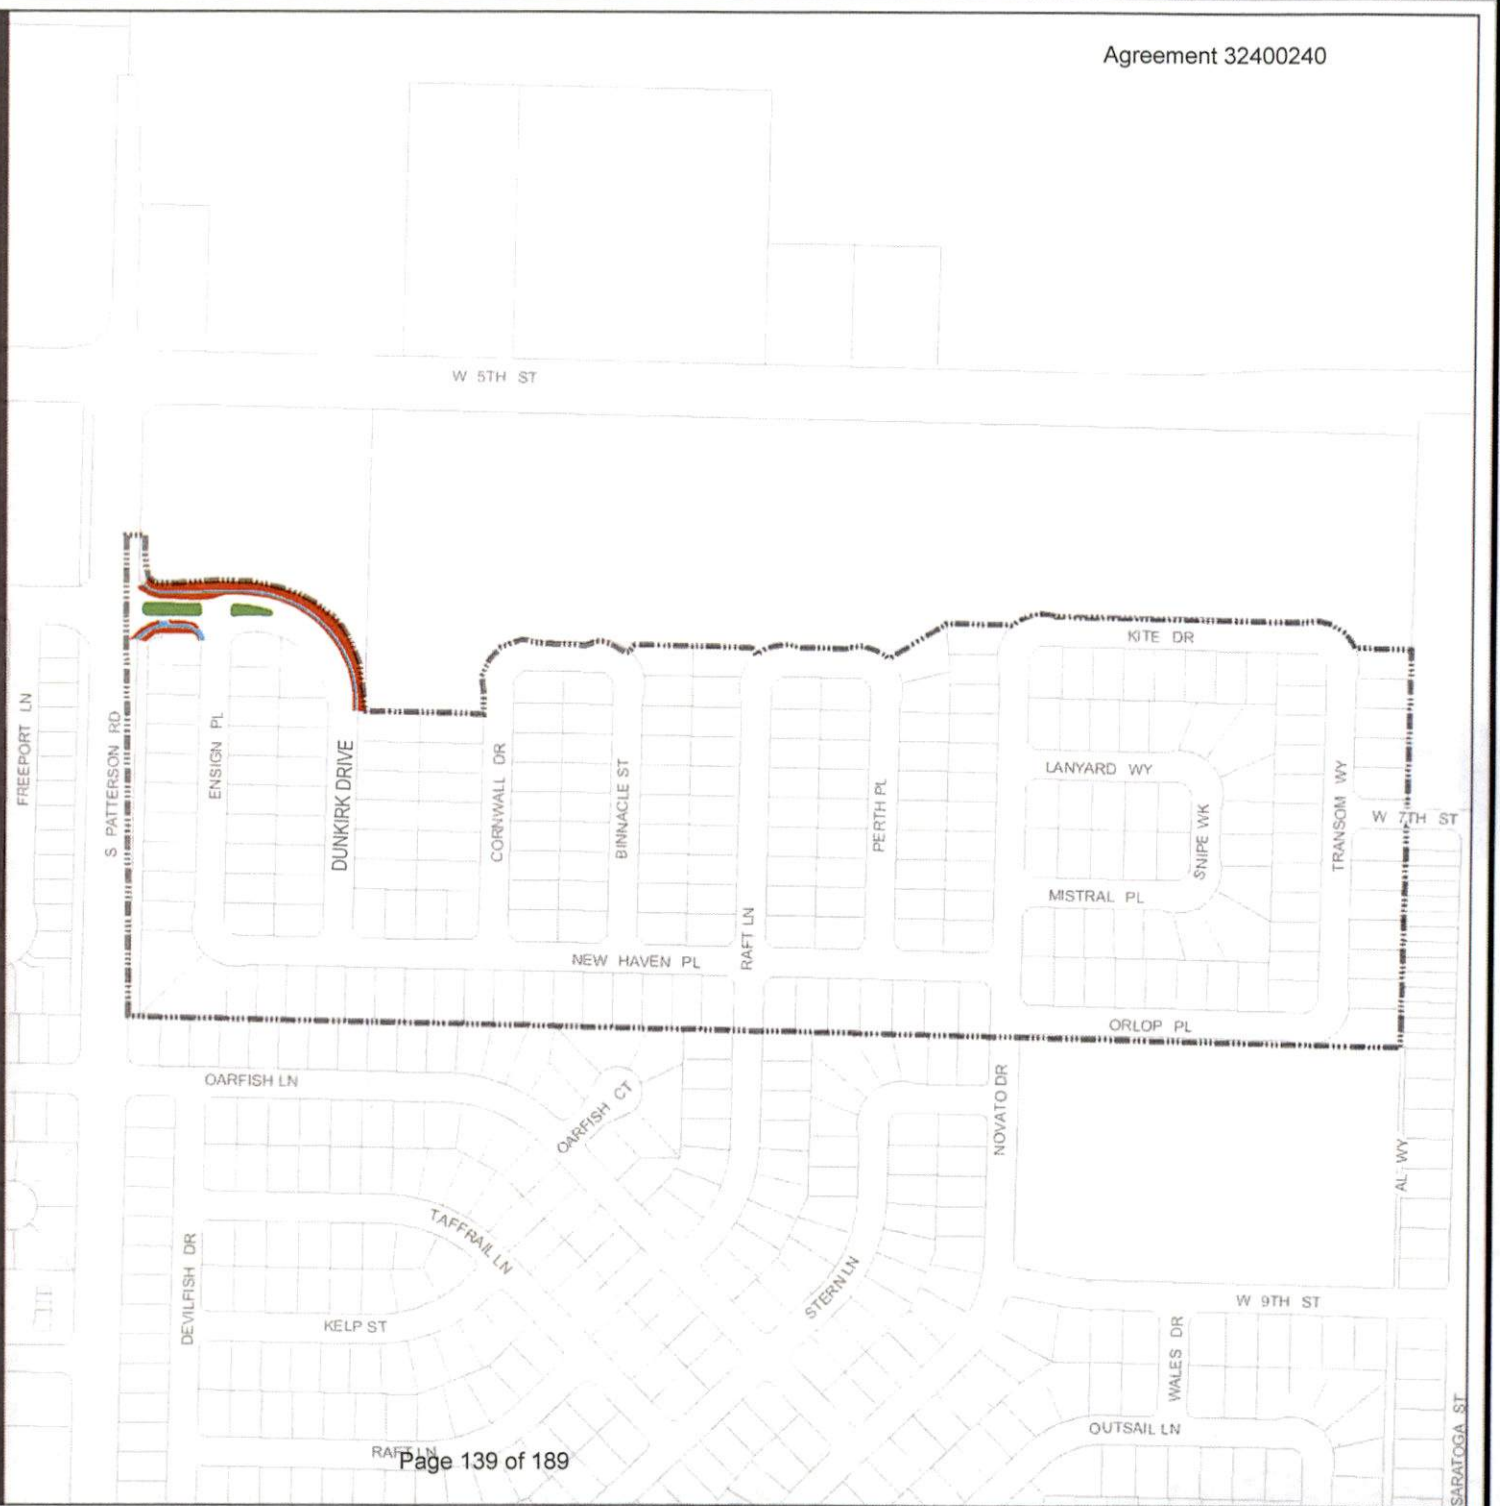 Agreement 32400240
W 5TH ST
KITE DR
FREEPORT LN
S PATTERSON RD
ENSIGN PL
DUNKIRK DRIVE
CORNWALL DR
BINNACLE ST
RAFT LN
PERTH PL
LANYARD WY
SNIPE WK
MISTRAL PL
TRANSOM WY
W 7TH ST
NEW HAVEN PL
ORLOP PL
OARFISH LN
OARFISH CT
NOVATO DR
TAFFRAIL LN
STERN LN
DEVILFISH DR
KELP ST
W 9TH ST
WALES DR
OUTSAIL LN
SARATOGA ST
RAFT LN
Page 139 of 189